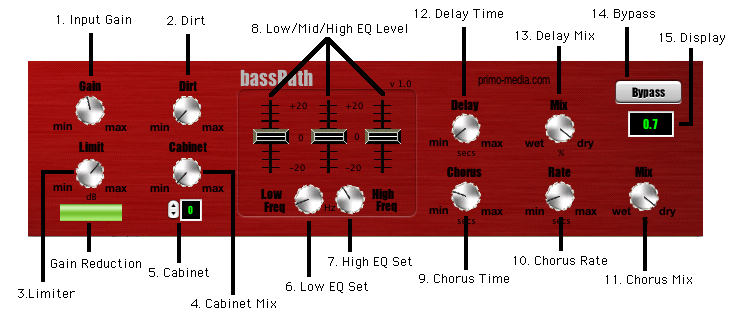 12. Delay Time
14. Bypass
1. Input Gain
2. Dirt
8. Low/Mid/High EQ Level
13. Delay Mix
15. Display
bassPath
v 1.0
primo-media.com
Gain
Dirt
Delay
Mix
Bypass
+20
+20
0.7
min max
min max
0
0
min max
wet dry
secs
%
Limit
Cabinet
-20
-20
Chorus
Rate
Mix
min max
min max
Low Freq
Hz
High Freq
min max
min max
wet dry
dB
secs
%
0
Gain Reduction
5. Cabinet
7. High EQ Set
9. Chorus Time
10. Chorus Rate
11. Chorus Mix
3.Limiter
4. Cabinet Mix
6. Low EQ Set